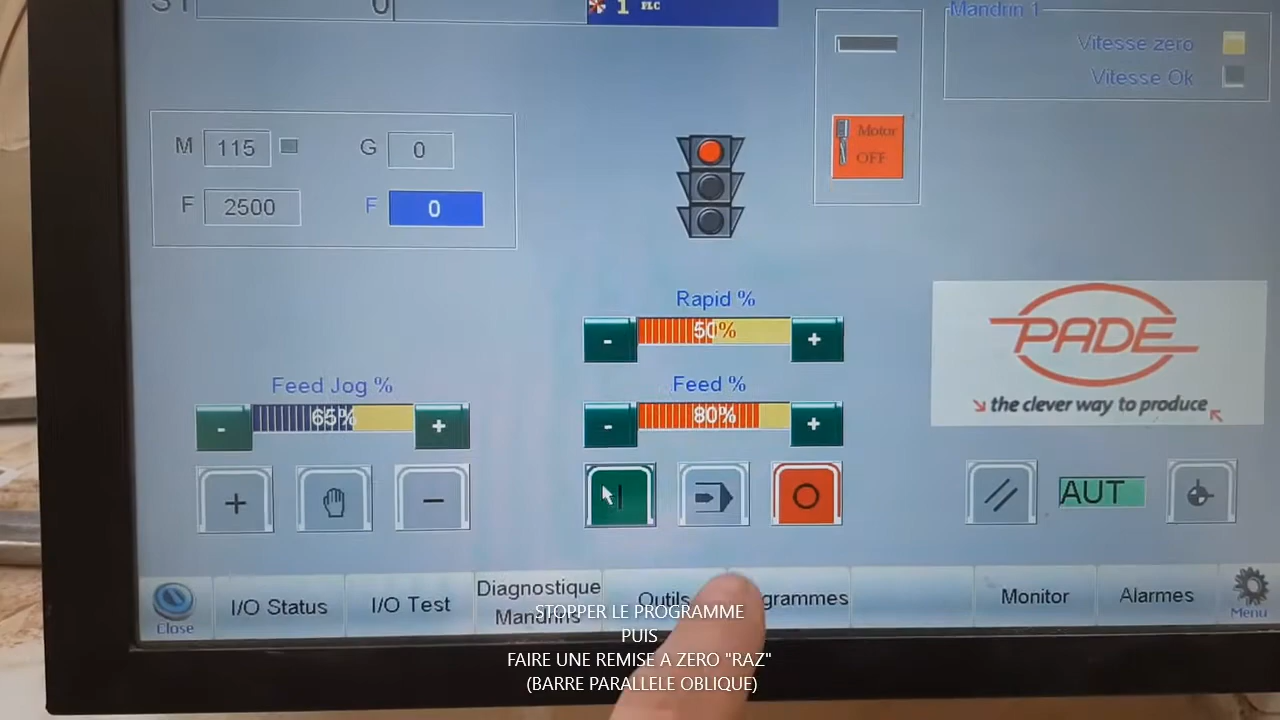 0
1 PLC
Mandrin 1
Vitesse zero
Vitesse Ok
M 115
G 0
F 2500
F 0
Motor
OFF
Rapid %
- 50% +
PADE
the clever way to produce
Feed Jog %
- 65% +
Feed %
- 80% +
+
-
AUT
Close
I/O Status
I/O Test
Diagnostique
Mandrins
Outils
grammes
Monitor
Alarmes
Menu
STOPPER LE PROGRAMME
PUIS
FAIRE UNE REMISE A ZERO "RAZ"
(BARRE PARALLELE OBLIQUE)